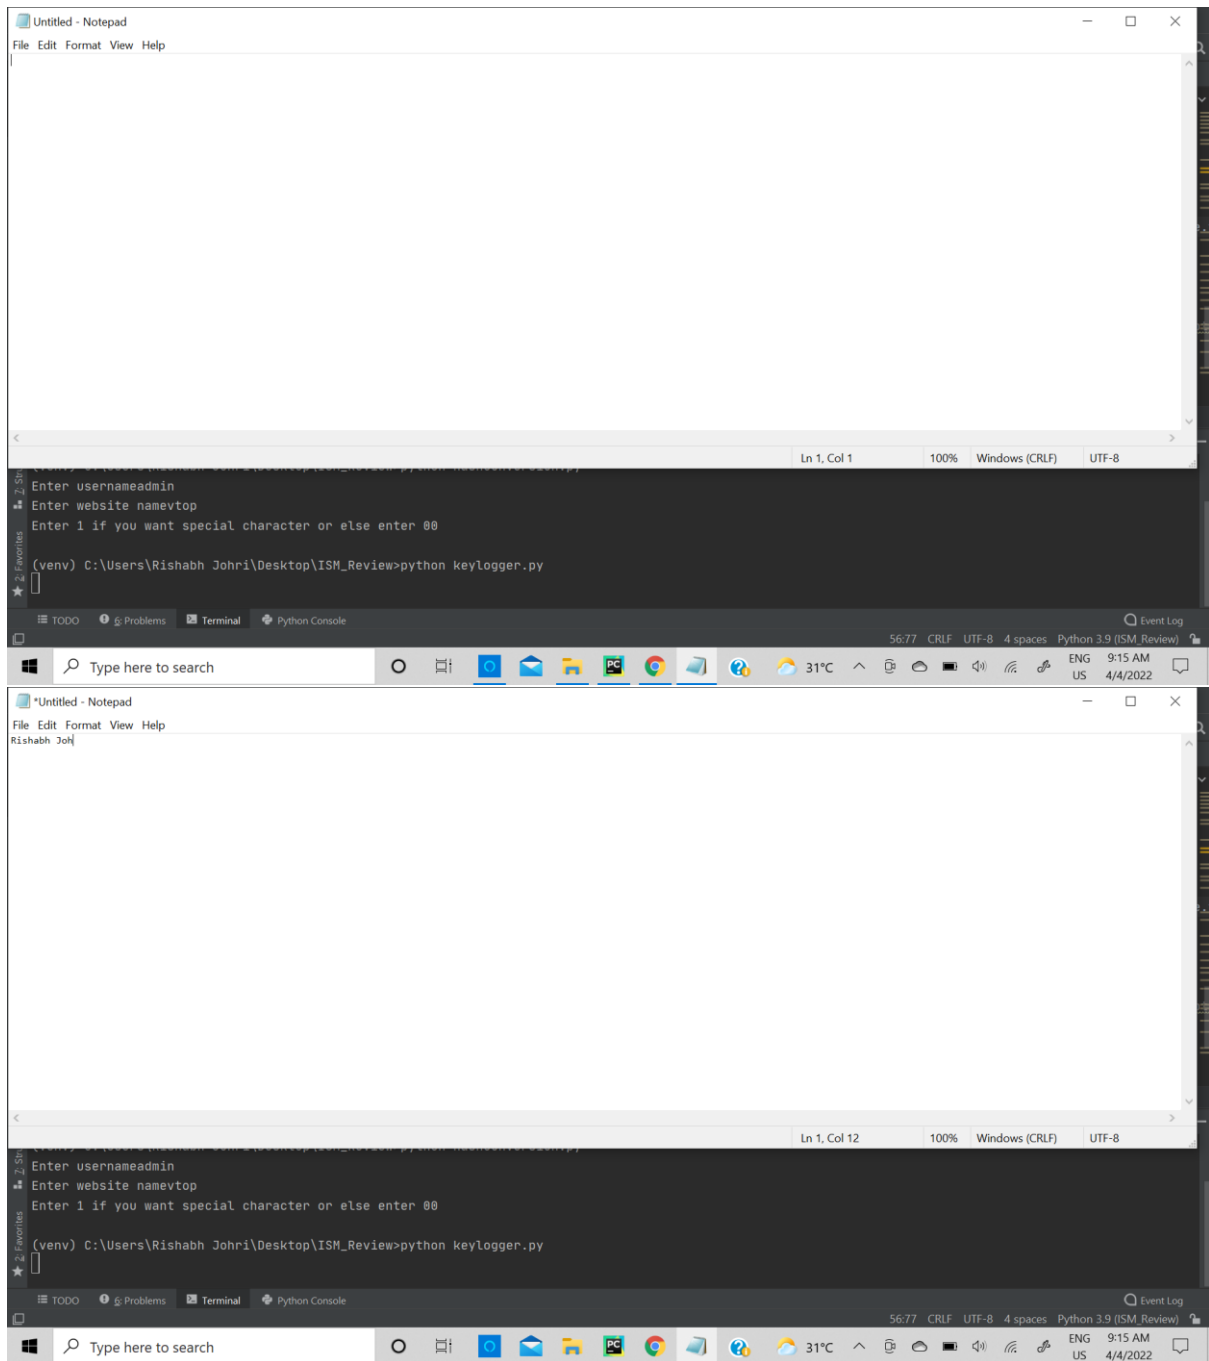 Untitled - Notepad
File Edit Format View Help
Ln 1, Col 1 100% Windows (CRLF) UTF-8
Enter usernameadmin
Enter website namevtop
Enter 1 if you want special character or else enter 00
(venv) C:\Users\Rishabh Johri\Desktop\ISM_Review>python keylogger.py
2: Favorites
TODO 6: Problems Terminal Python Console Event Log
56:77 CRLF UTF-8 4 spaces Python 3.9 (ISM_Review)
Type here to search 31°C ENG US 9:15 AM 4/4/2022
*Untitled - Notepad
File Edit Format View Help
Rishabh Joh
Ln 1, Col 12 100% Windows (CRLF) UTF-8
Enter usernameadmin
Enter website namevtop
Enter 1 if you want special character or else enter 00
(venv) C:\Users\Rishabh Johri\Desktop\ISM_Review>python keylogger.py
2: Favorites
TODO 6: Problems Terminal Python Console Event Log
56:77 CRLF UTF-8 4 spaces Python 3.9 (ISM_Review)
Type here to search 31°C ENG US 9:15 AM 4/4/2022